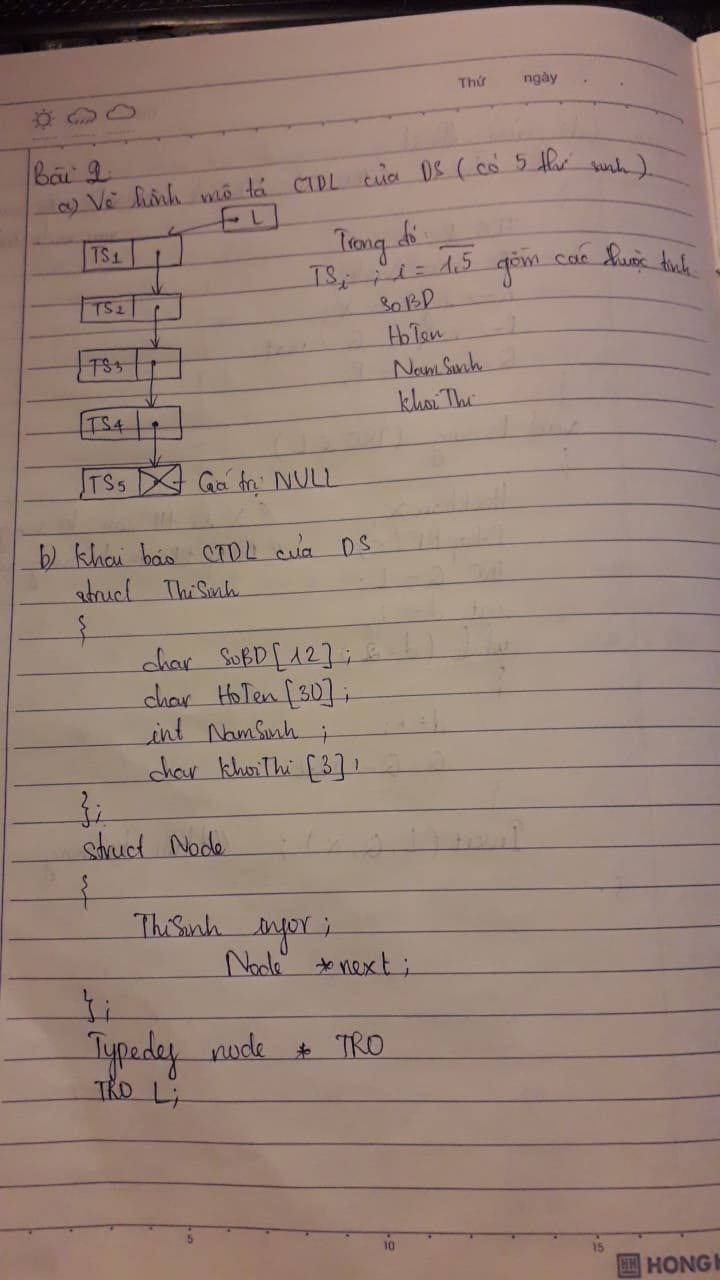 Thứ ngày . .
Bài 2
a) Vẽ hình mô tả CTDL của DS (có 5 thí sinh)
L
TS1
Trong đó
TSi, i = 1,5 gồm các thuộc tính
TS2
SoBD
HoTen
TS3
NamSinh
KhoiThi
TS4
TS5 Giá trị NULL
b) Khai báo CTDL của DS
struct ThiSinh
{
char SoBD[12];
char HoTen[30];
int NamSinh;
char KhoiThi[3];
};
struct Node
{
ThiSinh infor;
Node *next;
};
Typedef node * TRO
TRO L;
5 10 15
HH HONG